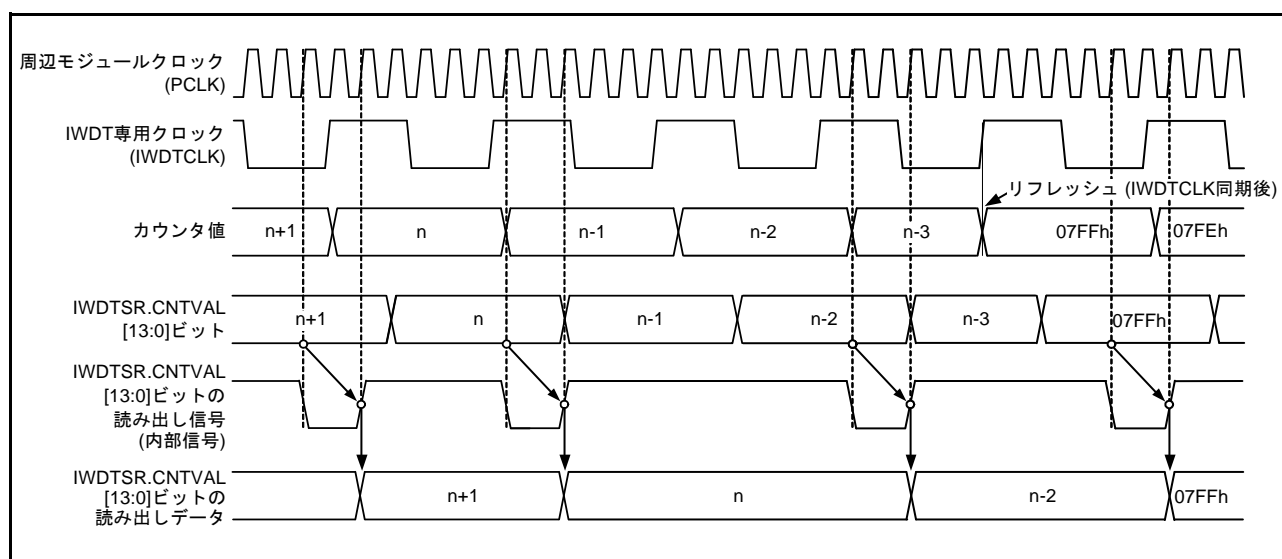 周辺モジュールクロック
(PCLK)
IWDT専用クロック
(IWDTCLK)
リフレッシュ (IWDTCLK同期後)
カウンタ値
n+1
n
n-1
n-2
n-3
07FFh
07FEh
IWDTSR.CNTVAL
[13:0]ビット
n+1
n
n-1
n-2
n-3
07FFh
IWDTSR.CNTVAL
[13:0]ビットの
読み出し信号
(内部信号)
IWDTSR.CNTVAL
[13:0]ビットの
読み出しデータ
n+1
n
n-2
07FFh